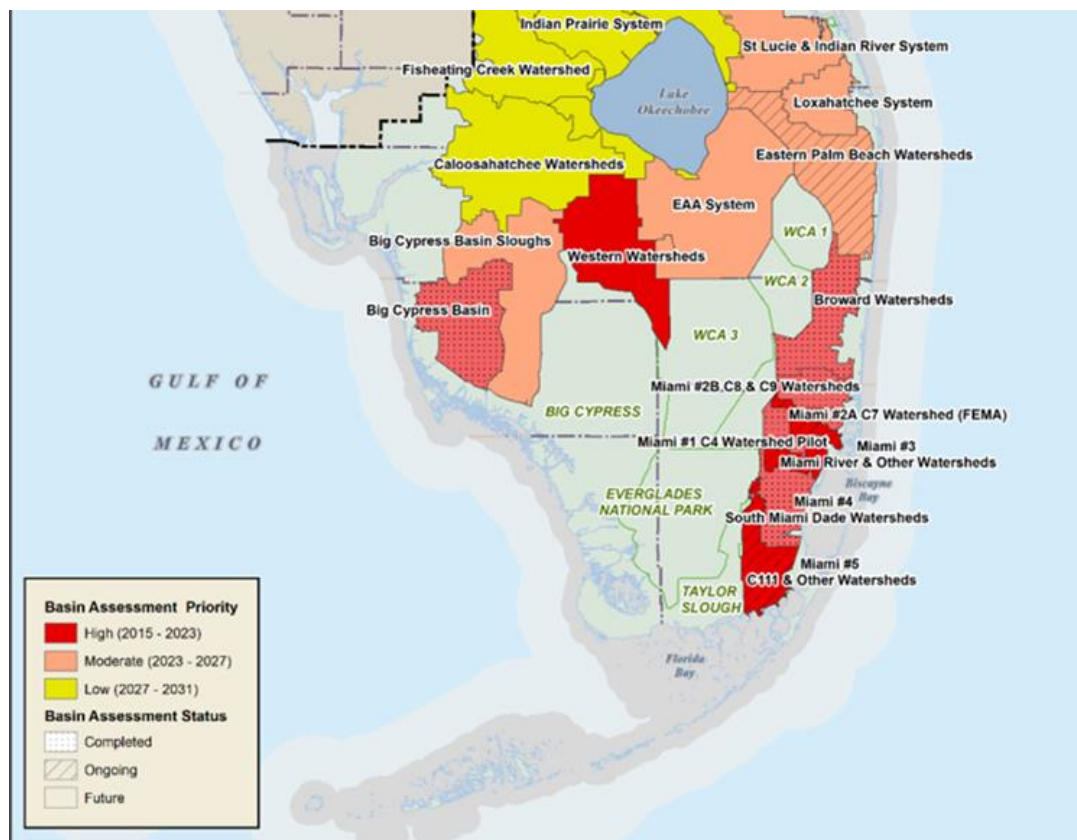 Indian Prairie System
St Lucie & Indian River System
Fisheating Creek Watershed
Lake
Okeechobee
Loxahatchee System
Eastern Palm Beach Watersheds
Caloosahatchee Watersheds
EAA System
WCA 1
Big Cypress Basin Sloughs
Western Watersheds
WCA 2
Big Cypress Basin
Broward Watersheds
WCA 3
GULF OF
MEXICO
Miami #2B,C8 & C9 Watersheds
BIG CYPRESS
Miami #2A C7 Watershed (FEMA)
Miami #1 C4 Watershed Pilot
Miami #3
Miami River & Other Watersheds
Biscayne
Bay
EVERGLADES
NATIONAL PARK
Miami #4
South Miami Dade Watersheds
Miami #5
C111 & Other Watersheds
TAYLOR
SLOUGH
Florida
Bay
Basin Assessment Priority
High (2015 - 2023)
Moderate (2023 - 2027)
Low (2027 - 2031)
Basin Assessment Status
Completed
Ongoing
Future